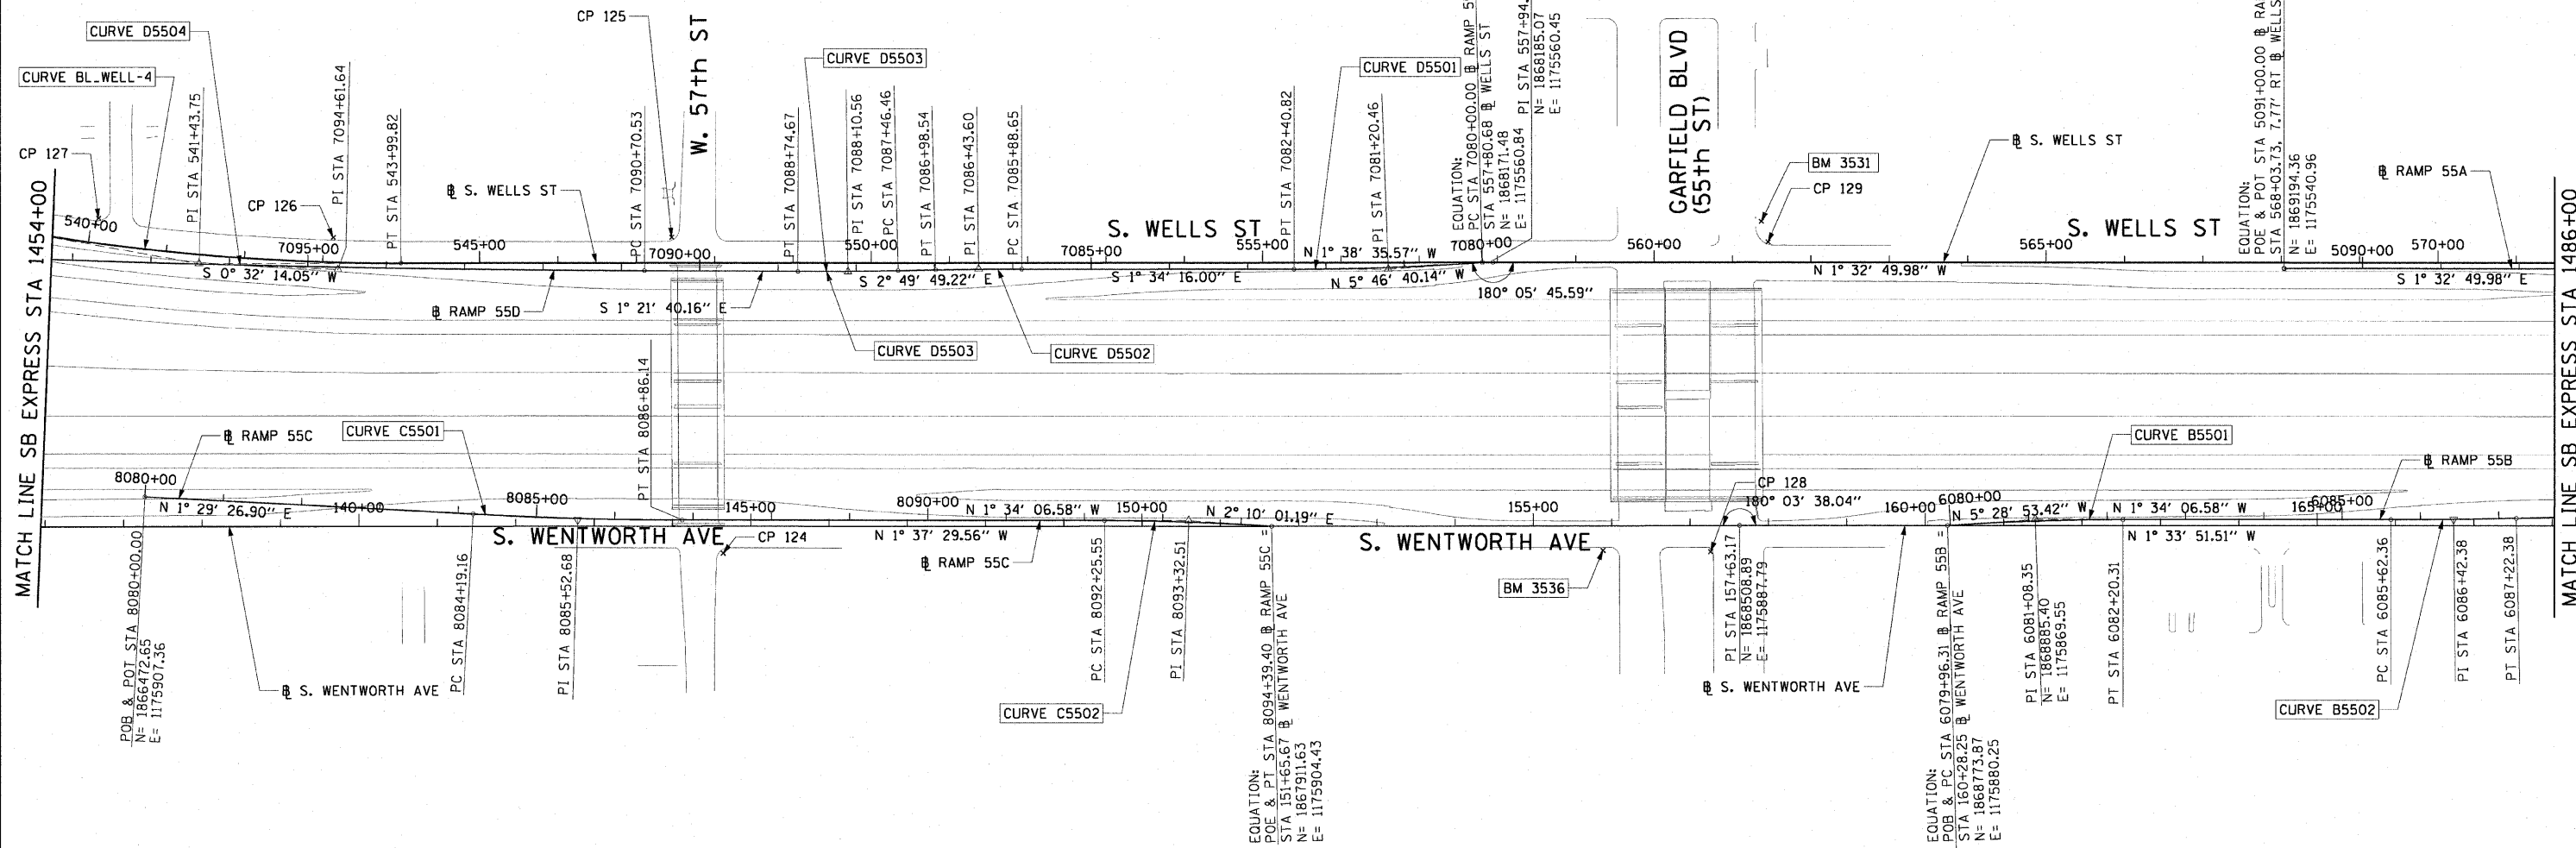 CURVE D5504
CURVE BL_WELL-4
CP 127
CP 126
CP 125
W. 57th ST
MATCH LINE SB EXPRESS STA 1454+00
540+00
PI STA 541+43.75
7095+00
PI STA 7094+61.64
PT STA 543+99.82
S 0° 32' 14.05" W
S. WELLS ST
545+00
RAMP 55D
PC STA 7090+70.53
7090+00
S 1° 21' 40.16" E
PT STA 7088+74.67
CURVE D5503
CURVE D5503
PI STA 7088+10.56
550+00
PC STA 7087+46.46
PT STA 7086+98.54
PI STA 7086+43.60
PC STA 7085+88.65
S 2° 49' 49.22" E
CURVE D5502
7085+00
S. WELLS ST
S 1° 34' 16.00" E
555+00
PT STA 7082+40.82
CURVE D5501
PI STA 7081+20.46
N 1° 38' 35.57" W
N 5° 46' 40.14" W
7080+00
EQUATION:
PC STA 7080+00.00 RAMP 5
STA 557+80.68 WELLS ST
N= 1868171.48
E= 1175560.84
PI STA 557+94.
N= 1868185.07
E= 1175560.45
180° 05' 45.59"
GARFIELD BLVD
(55th ST)
560+00
BM 3531
CP 129
N 1° 32' 49.98" W
S. WELLS ST
565+00
S. WELLS ST
EQUATION:
POE & POT STA 5091+00.00 RA
STA 568+03.73, 7.77' RT WELLS
N= 1869194.36
E= 1175540.96
5090+00
570+00
RAMP 55A
S 1° 32' 49.98" E
MATCH LINE SB EXPRESS STA 1486+00
RAMP 55C
CURVE C5501
8080+00
N 1° 29' 26.90" E
140+00
POB & POT STA 8080+00.00
N= 1866472.65
E= 1175907.36
S. WENTWORTH AVE
PC STA 8084+19.16
8085+00
PI STA 8085+52.68
S. WENTWORTH AVE
PT STA 8086+86.14
145+00
CP 124
8090+00
N 1° 37' 29.56" W
N 1° 34' 06.58" W
RAMP 55C
PC STA 8092+25.55
150+00
CURVE C5502
PI STA 8093+32.51
N 2° 10' 01.19" E
EQUATION:
POE & PT STA 8094+39.40 RAMP 55C =
STA 151+65.67 WENTWORTH AVE
N= 1867911.63
E= 1175904.43
S. WENTWORTH AVE
155+00
BM 3536
CP 128
180° 03' 38.04"
PI STA 157+63.17
N= 1868508.89
E= 1175887.79
S. WENTWORTH AVE
160+00
6080+00
EQUATION:
POB & PC STA 6079+96.31 RAMP 55B =
STA 160+28.25 WENTWORTH AVE
N= 1868773.87
E= 1175880.25
N 5° 28' 53.42" W
PI STA 6081+08.35
N= 1868885.40
E= 1175869.55
PT STA 6082+20.31
CURVE B5501
N 1° 34' 06.58" W
N 1° 33' 51.51" W
6085+00
165+00
RAMP 55B
PC STA 6085+62.36
PI STA 6086+42.38
PT STA 6087+22.38
CURVE B5502